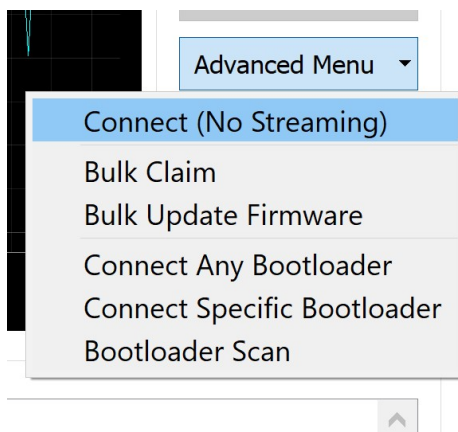 Advanced Menu
Connect (No Streaming)
Bulk Claim
Bulk Update Firmware
Connect Any Bootloader
Connect Specific Bootloader
Bootloader Scan